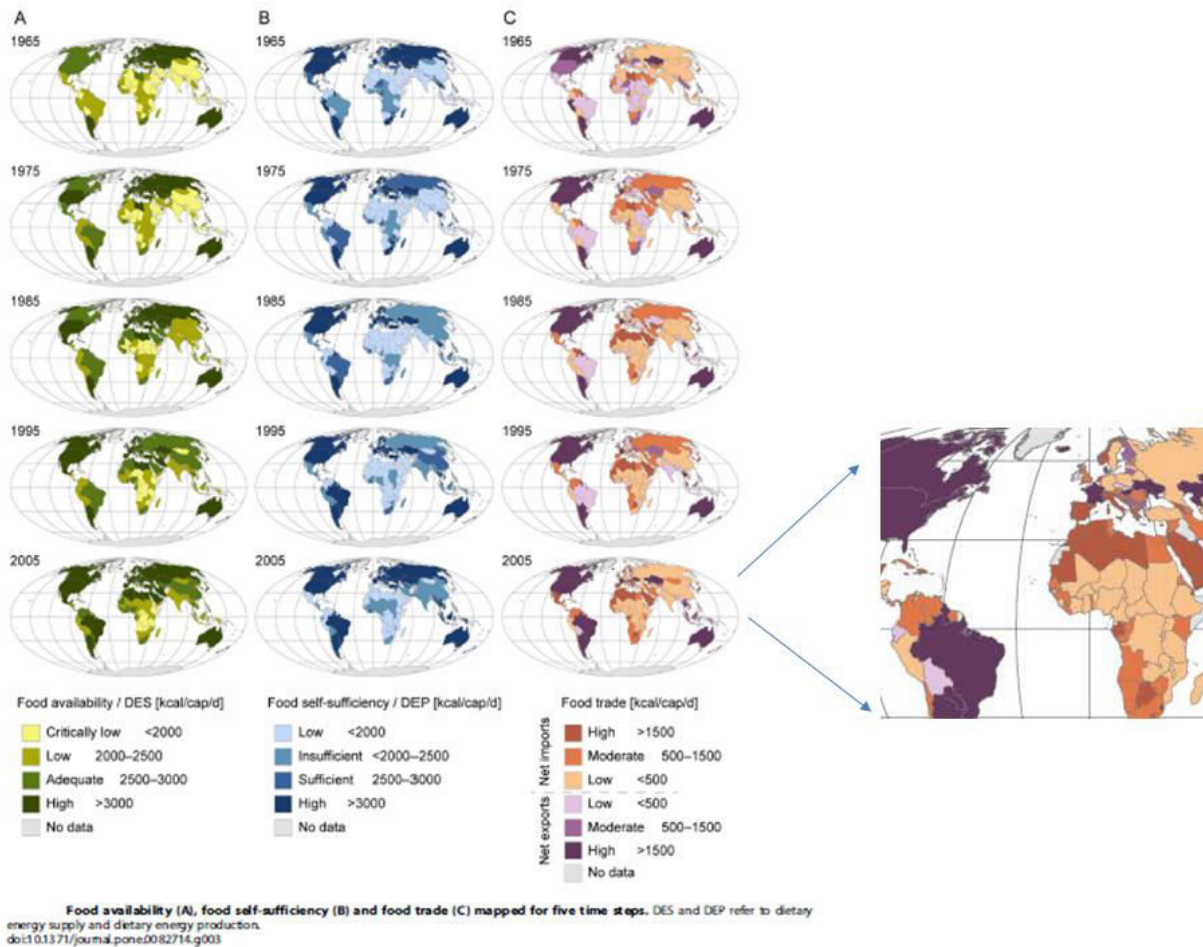 A
B
C
1965
1965
1965
1975
1975
1975
1985
1985
1985
1995
1995
1995
2005
2005
2005
Food availability / DES [kcal/cap/d]
Critically low <2000
Low 2000–2500
Adequate 2500–3000
High >3000
No data
Food self-sufficiency / DEP [kcal/cap/d]
Low <2000
Insufficient <2000–2500
Sufficient 2500–3000
High >3000
No data
Food trade [kcal/cap/d]
Net imports
High >1500
Moderate 500–1500
Low <500
Net exports
Low <500
Moderate 500–1500
High >1500
No data
Food availability (A), food self-sufficiency (B) and food trade (C) mapped for five time steps. DES and DEP refer to dietary
energy supply and dietary energy production.
doi:10.1371/journal.pone.0082714.g003